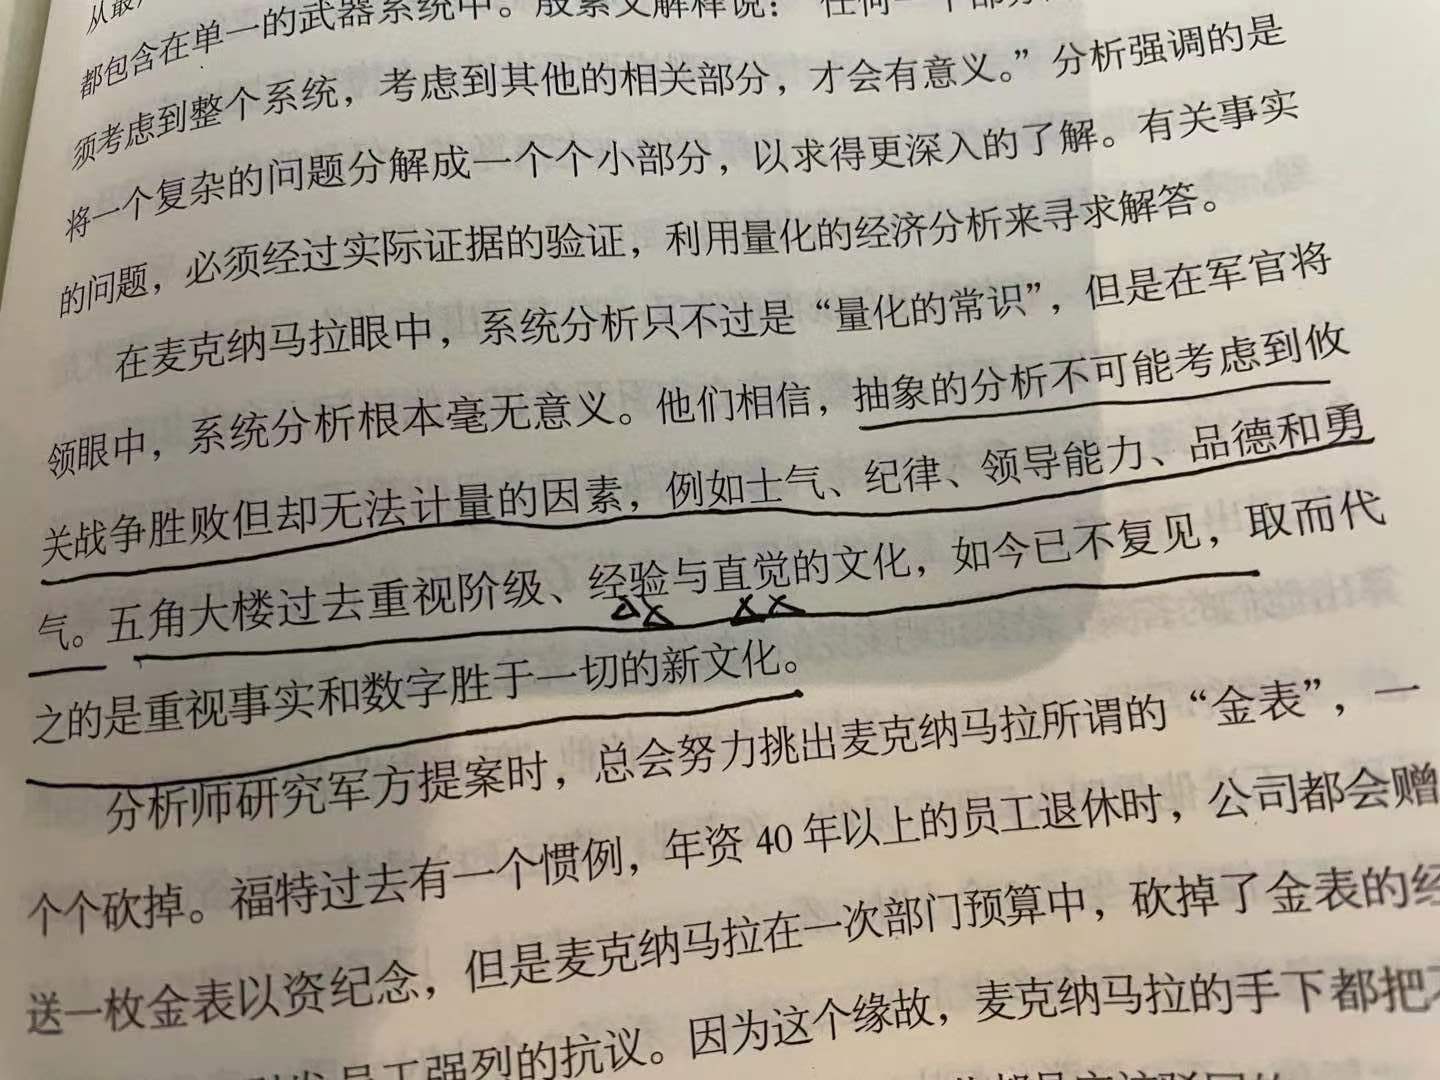 从最
都包含在单一的武器系统中。殷索文解释说：“任何一个部分
须考虑到整个系统，考虑到其他的相关部分，才会有意义。”分析强调的是
将一个复杂的问题分解成一个个小部分，以求得更深入的了解。有关事实
的问题，必须经过实际证据的验证，利用量化的经济分析来寻求解答。
在麦克纳马拉眼中，系统分析只不过是“量化的常识”，但是在军官将
领眼中，系统分析根本毫无意义。他们相信，抽象的分析不可能考虑到攸
关战争胜败但却无法计量的因素，例如士气、纪律、领导能力、品德和勇
气。五角大楼过去重视阶级、经验与直觉的文化，如今已不复见，取而代
之的是重视事实和数字胜于一切的新文化。
分析师研究军方提案时，总会努力挑出麦克纳马拉所谓的“金表”，一
个个砍掉。福特过去有一个惯例，年资40年以上的员工退休时，公司都会赠
送一枚金表以资纪念，但是麦克纳马拉在一次部门预算中，砍掉了金表的经
员工强烈的抗议。因为这个缘故，麦克纳马拉的手下都把